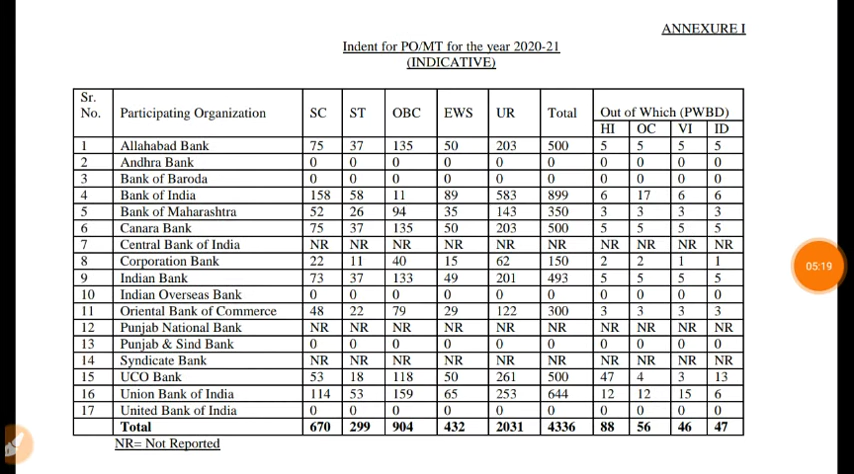 ANNEXURE I
Indent for PO/MT for the year 2020-21
(INDICATIVE)
Sr. No. Participating Organization SC ST OBC EWS UR Total Out of Which (PWBD)
HI OC VI ID
1 Allahabad Bank 75 37 135 50 203 500 5 5 5 5
2 Andhra Bank 0 0 0 0 0 0 0 0 0 0
3 Bank of Baroda 0 0 0 0 0 0 0 0 0 0
4 Bank of India 158 58 11 89 583 899 6 17 6 6
5 Bank of Maharashtra 52 26 94 35 143 350 3 3 3 3
6 Canara Bank 75 37 135 50 203 500 5 5 5 5
7 Central Bank of India NR NR NR NR NR NR NR NR NR NR
8 Corporation Bank 22 11 40 15 62 150 2 2 1 1
9 Indian Bank 73 37 133 49 201 493 5 5 5 5
10 Indian Overseas Bank 0 0 0 0 0 0 0 0 0 0
11 Oriental Bank of Commerce 48 22 79 29 122 300 3 3 3 3
12 Punjab National Bank NR NR NR NR NR NR NR NR NR NR
13 Punjab & Sind Bank 0 0 0 0 0 0 0 0 0 0
14 Syndicate Bank NR NR NR NR NR NR NR NR NR NR
15 UCO Bank 53 18 118 50 261 500 47 4 3 13
16 Union Bank of India 114 53 159 65 253 644 12 12 15 6
17 United Bank of India 0 0 0 0 0 0 0 0 0 0
Total 670 299 904 432 2031 4336 88 56 46 47
NR= Not Reported
05:19